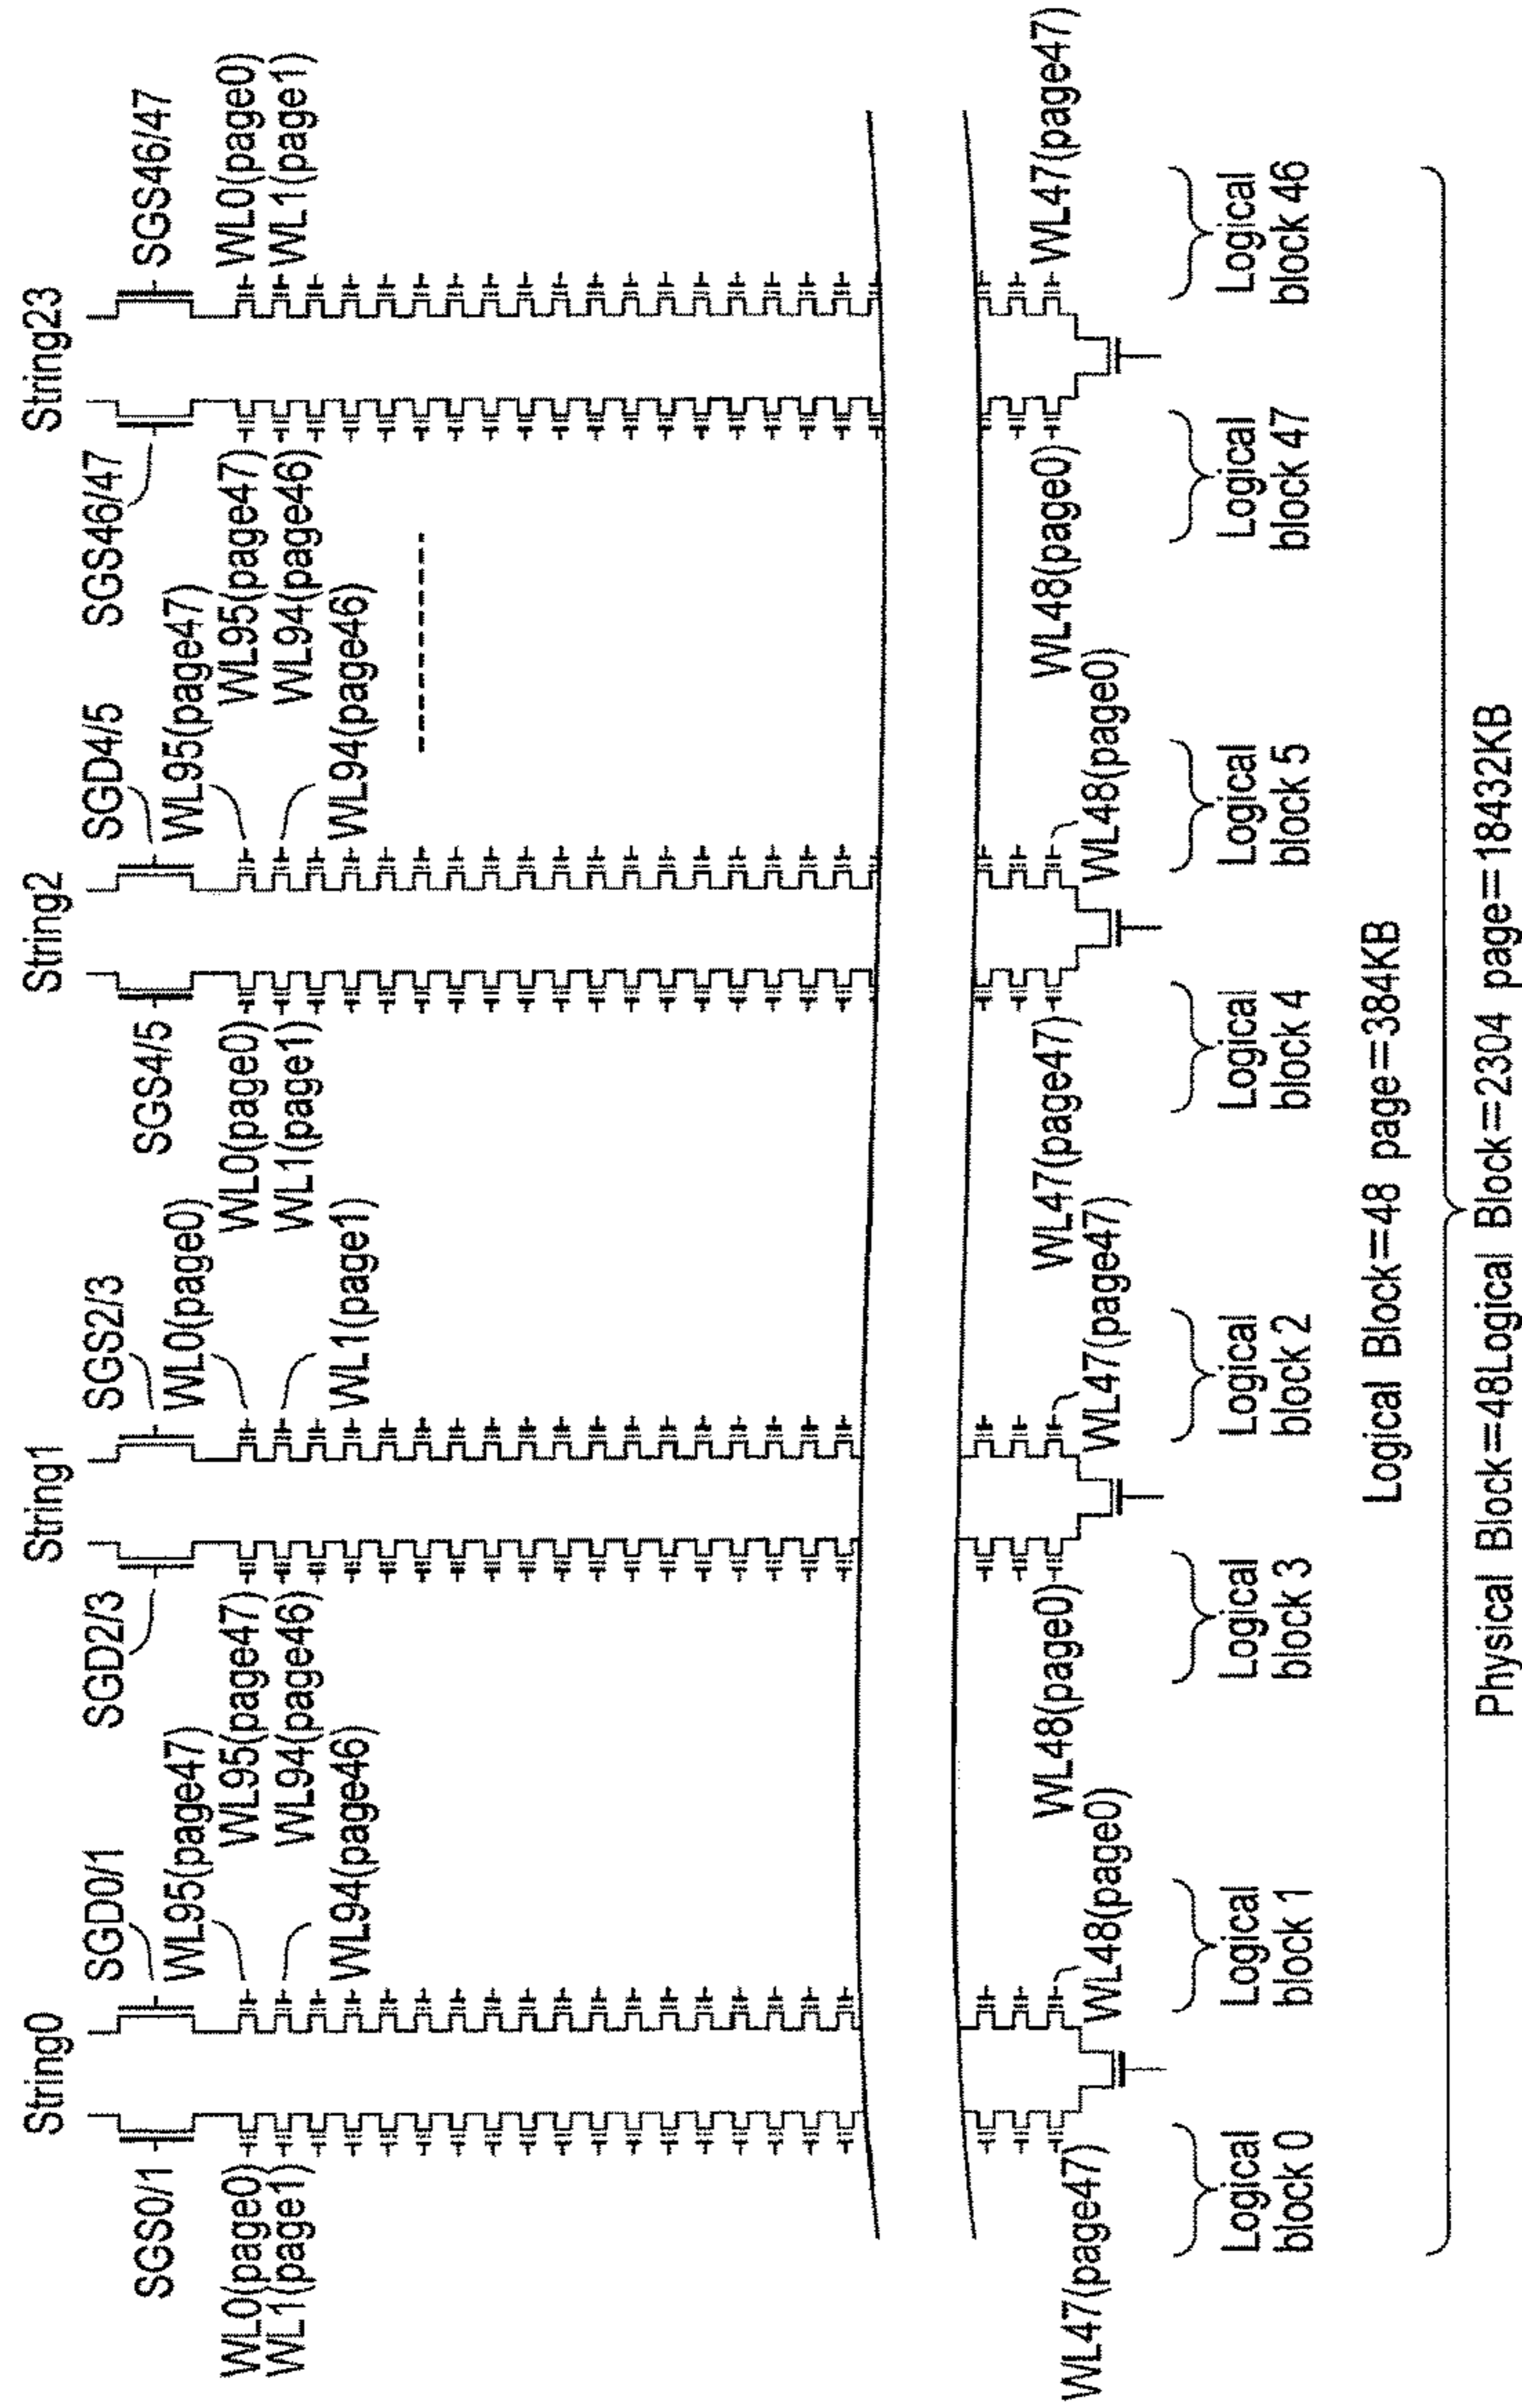 String0
String1
String2
String23
SGS0/1
SGD0/1
SGD2/3
SGS2/3
SGS4/5
SGD4/5
SGS46/47
SGS46/47
WL0(page0)
WL1(page1)
WL95(page47)
WL94(page46)
WL95(page47)
WL94(page46)
WL0(page0)
WL1(page1)
WL0(page0)
WL1(page1)
WL95(page47)
WL94(page46)
WL95(page47)
WL94(page46)
WL0(page0)
WL1(page1)
WL47(page47)
WL48(page0)
WL48(page0)
WL47(page47)
WL47(page47)
WL48(page0)
WL48(page0)
WL47(page47)
Logical
block 0
Logical
block 1
Logical
block 3
Logical
block 2
Logical
block 4
Logical
block 5
Logical
block 47
Logical
block 46
Logical Block=48 page=384KB
Physical Block=48Logical Block=2304 page=18432KB